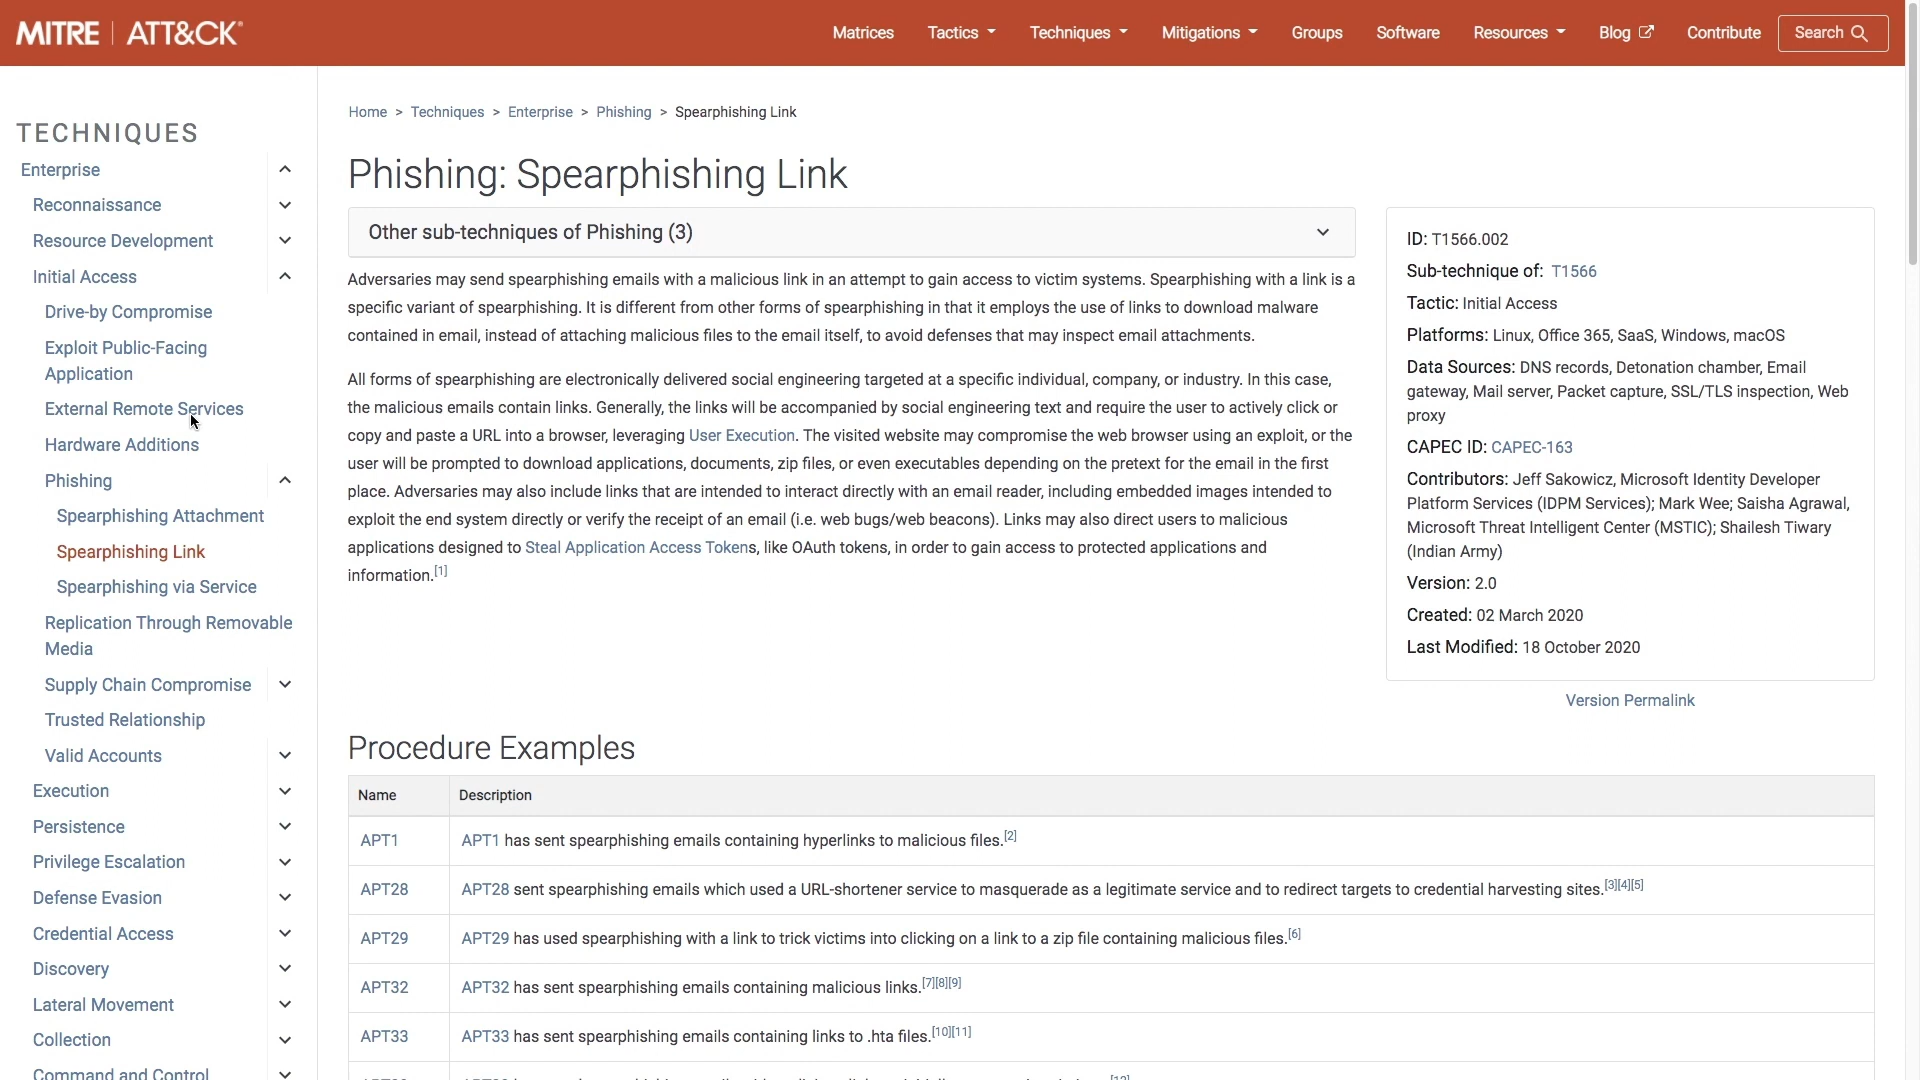 MITRE | ATT&CK®
Matrices
Tactics
Techniques
Mitigations
Groups
Software
Resources
Blog
Contribute
Search
TECHNIQUES
Enterprise
Reconnaissance
Resource Development
Initial Access
Drive-by Compromise
Exploit Public-Facing
Application
External Remote Services
Hardware Additions
Phishing
Spearphishing Attachment
Spearphishing Link
Spearphishing via Service
Replication Through Removable
Media
Supply Chain Compromise
Trusted Relationship
Valid Accounts
Execution
Persistence
Privilege Escalation
Defense Evasion
Credential Access
Discovery
Lateral Movement
Collection
Command and Control
Home > Techniques > Enterprise > Phishing > Spearphishing Link
Phishing: Spearphishing Link
Other sub-techniques of Phishing (3)
Adversaries may send spearphishing emails with a malicious link in an attempt to gain access to victim systems. Spearphishing with a link is a
specific variant of spearphishing. It is different from other forms of spearphishing in that it employs the use of links to download malware
contained in email, instead of attaching malicious files to the email itself, to avoid defenses that may inspect email attachments.
All forms of spearphishing are electronically delivered social engineering targeted at a specific individual, company, or industry. In this case,
the malicious emails contain links. Generally, the links will be accompanied by social engineering text and require the user to actively click or
copy and paste a URL into a browser, leveraging User Execution. The visited website may compromise the web browser using an exploit, or the
user will be prompted to download applications, documents, zip files, or even executables depending on the pretext for the email in the first
place. Adversaries may also include links that are intended to interact directly with an email reader, including embedded images intended to
exploit the end system directly or verify the receipt of an email (i.e. web bugs/web beacons). Links may also direct users to malicious
applications designed to Steal Application Access Tokens, like OAuth tokens, in order to gain access to protected applications and
information.[1]
ID: T1566.002
Sub-technique of: T1566
Tactic: Initial Access
Platforms: Linux, Office 365, SaaS, Windows, macOS
Data Sources: DNS records, Detonation chamber, Email
gateway, Mail server, Packet capture, SSL/TLS inspection, Web
proxy
CAPEC ID: CAPEC-163
Contributors: Jeff Sakowicz, Microsoft Identity Developer
Platform Services (IDPM Services); Mark Wee; Saisha Agrawal,
Microsoft Threat Intelligent Center (MSTIC); Shailesh Tiwary
(Indian Army)
Version: 2.0
Created: 02 March 2020
Last Modified: 18 October 2020
Version Permalink
Procedure Examples
Name Description
APT1 APT1 has sent spearphishing emails containing hyperlinks to malicious files.[2]
APT28 APT28 sent spearphishing emails which used a URL-shortener service to masquerade as a legitimate service and to redirect targets to credential harvesting sites.[3][4][5]
APT29 APT29 has used spearphishing with a link to trick victims into clicking on a link to a zip file containing malicious files.[6]
APT32 APT32 has sent spearphishing emails containing malicious links.[7][8][9]
APT33 APT33 has sent spearphishing emails containing links to .hta files.[10][11]